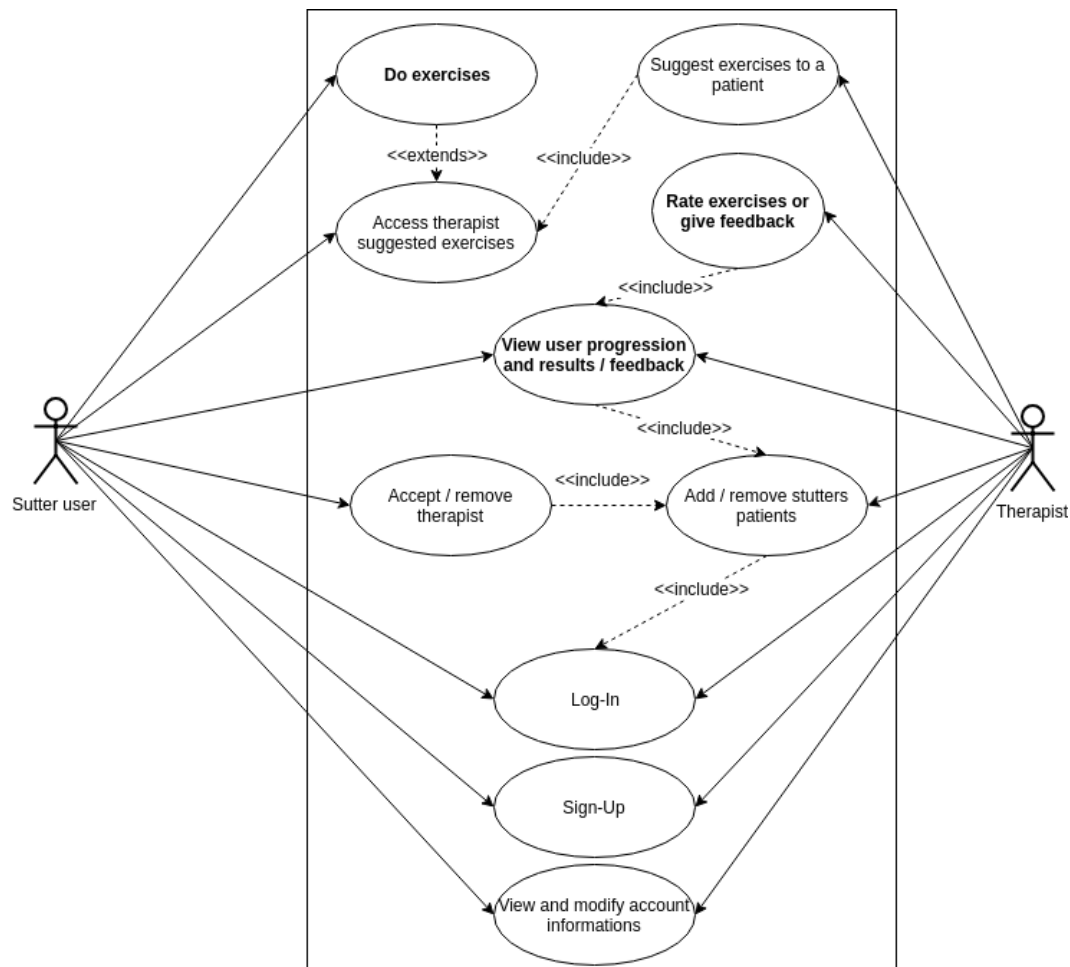 Do exercises
Suggest exercises to a
patient
<<extends>>
<<include>>
Access therapist
suggested exercises
Rate exercises or
give feedback
<<include>>
View user progression
and results / feedback
<<include>>
Sutter user
Accept / remove
therapist
<<include>>
Add / remove stutters
patients
Therapist
<<include>>
Log-In
Sign-Up
View and modify account
informations